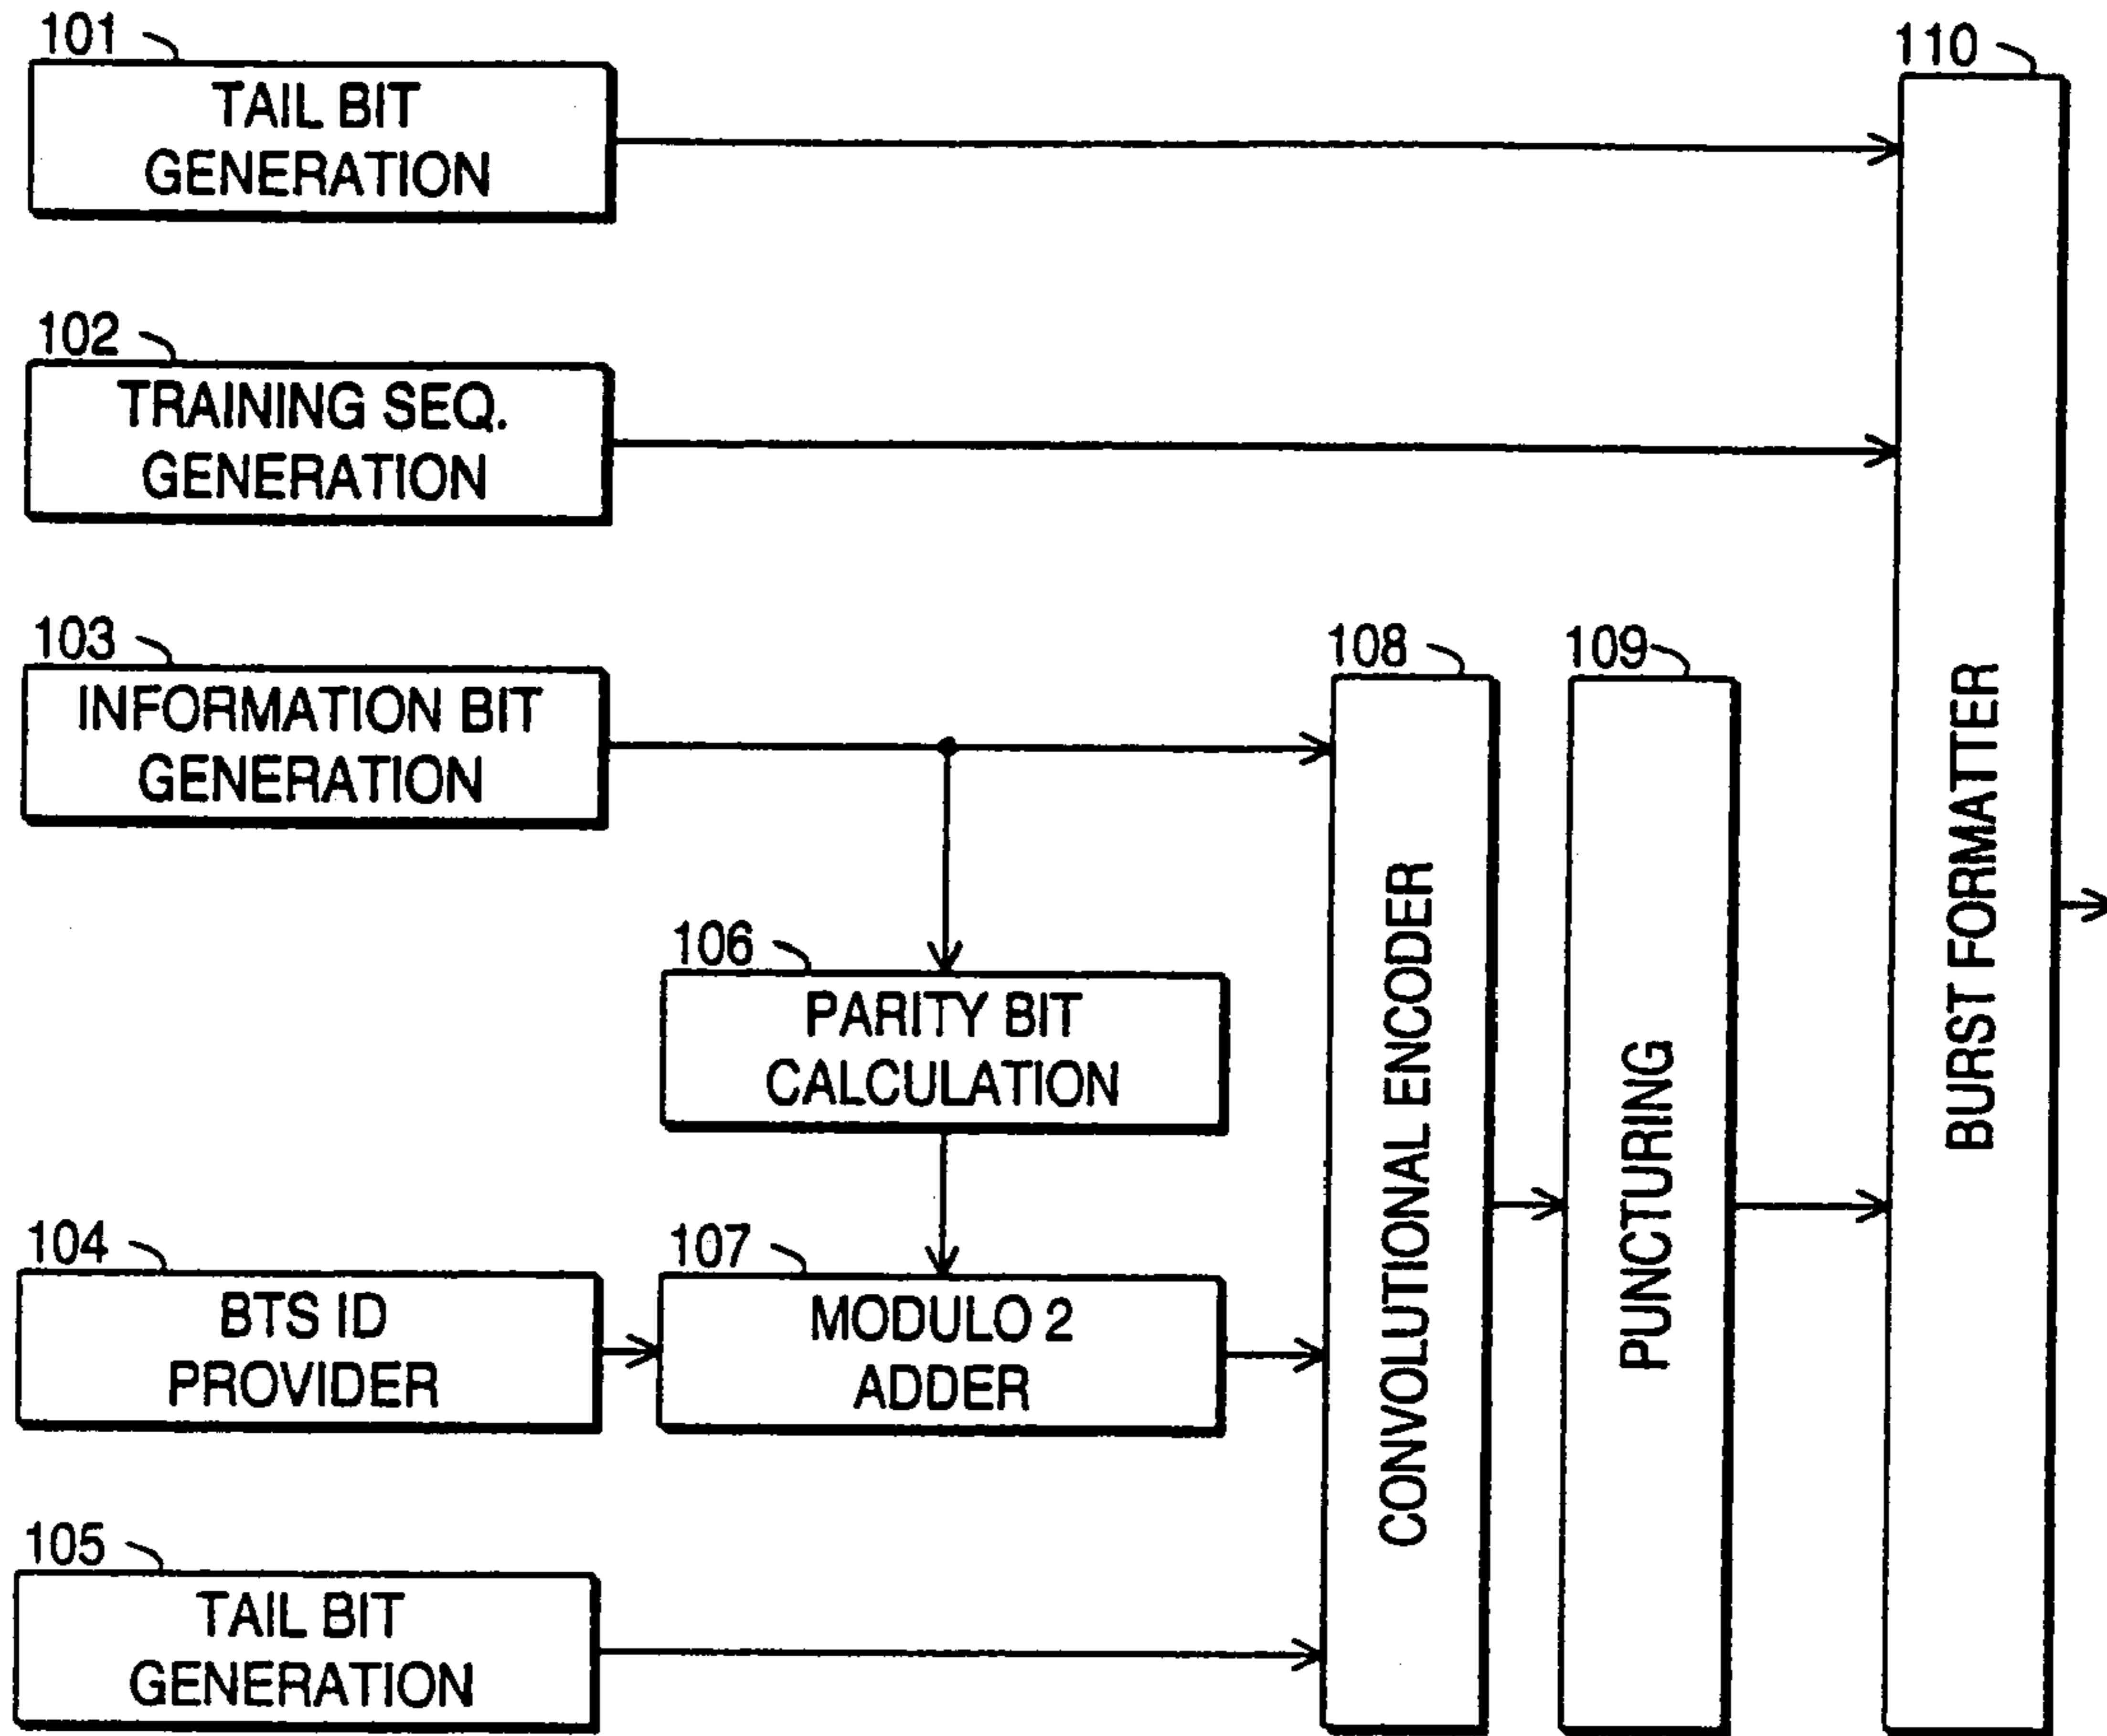 101
TAIL BIT
GENERATION
110
102
TRAINING SEQ.
GENERATION
103
INFORMATION BIT
GENERATION
108
109
106
PARITY BIT
CALCULATION
104
BTS ID
PROVIDER
107
MODULO 2
ADDER
105
TAIL BIT
GENERATION
CONVOLUTIONAL ENCODER
PUNCTURING
BURST FORMATTER